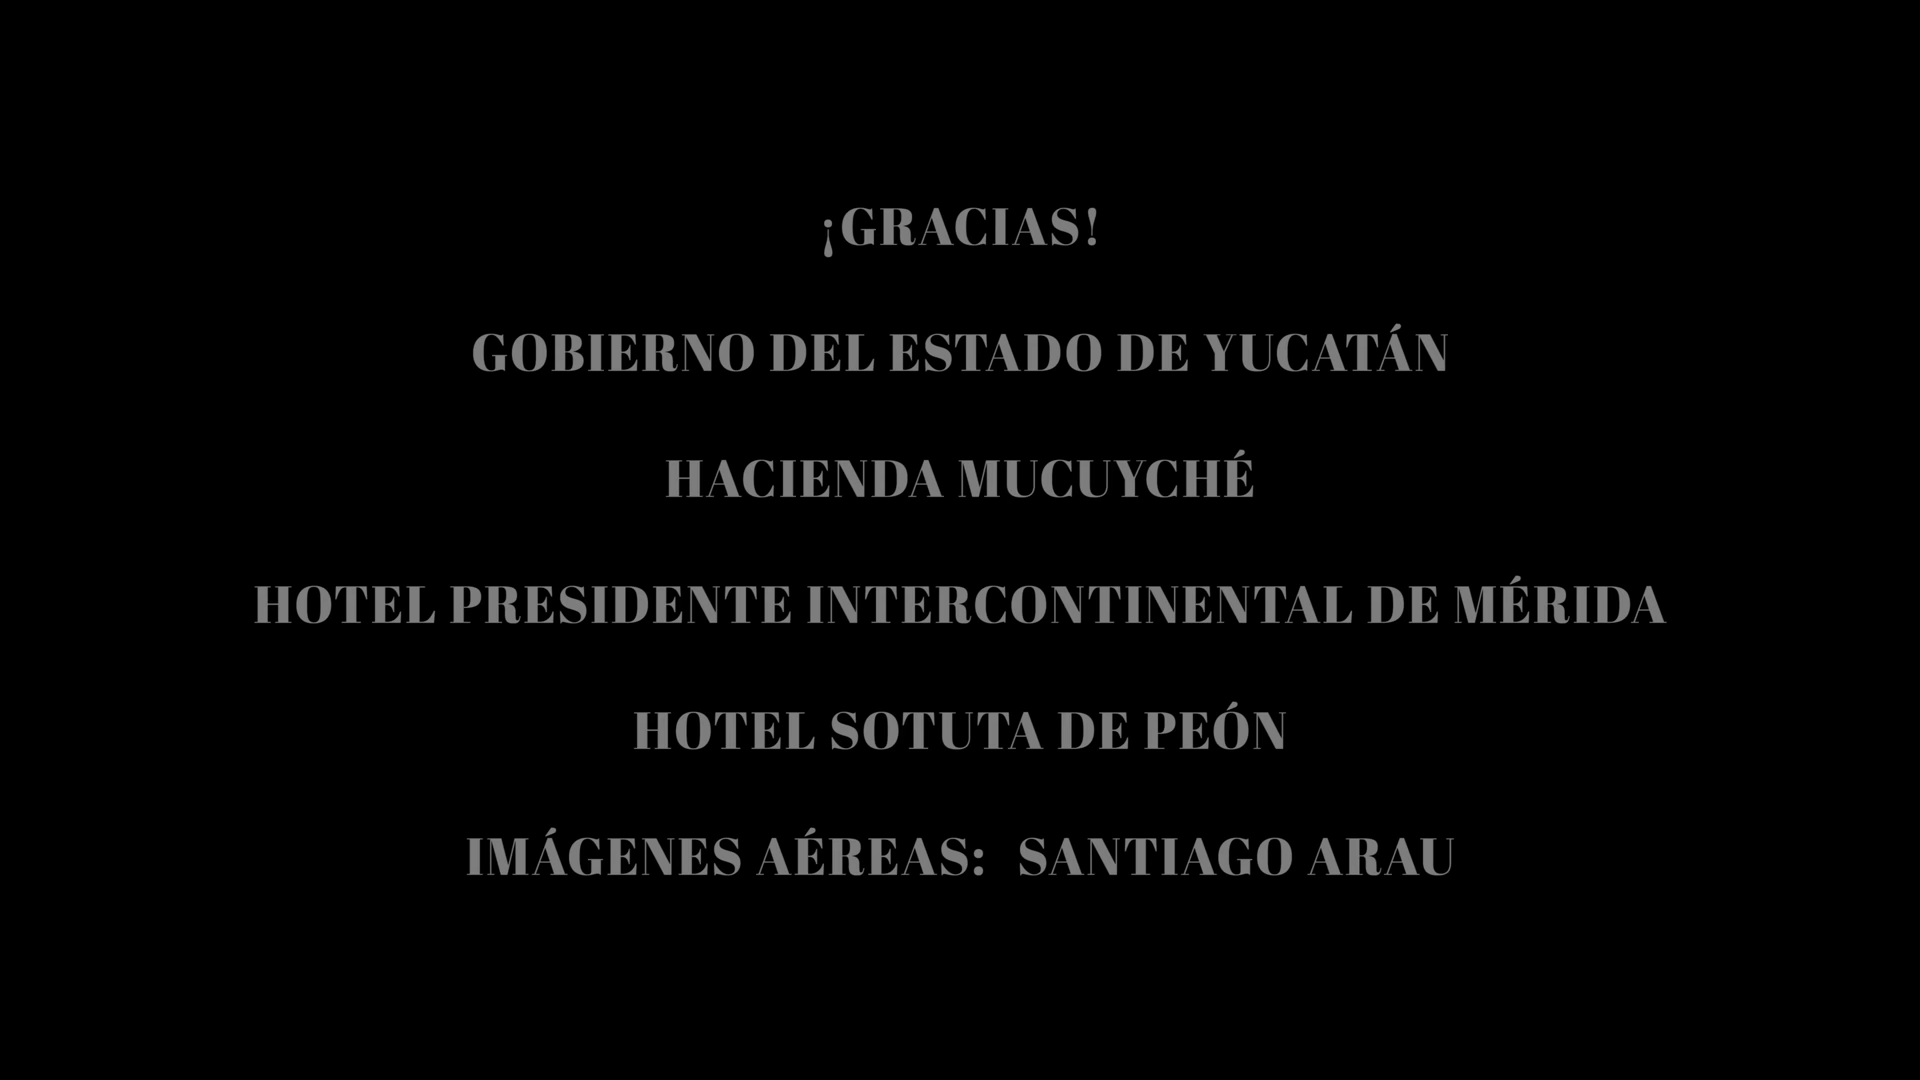 ¡GRACIAS!
GOBIERNO DEL ESTADO DE YUCATÁN
HACIENDA MUCUYCHÉ
HOTEL PRESIDENTE INTERCONTINENTAL DE MÉRIDA
HOTEL SOTUTA DE PEÓN
IMÁGENES AÉREAS:  SANTIAGO ARAU